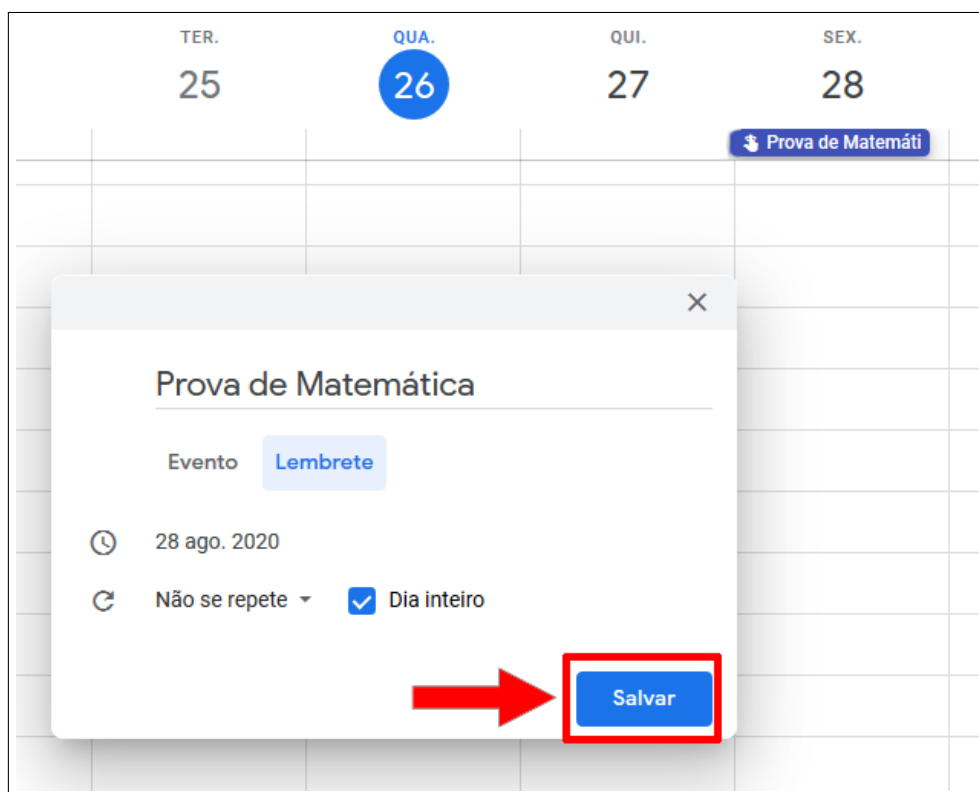 TER. QUA. QUI. SEX.
25 26 27 28
Prova de Matemáti
Prova de Matemática
Evento Lembrete
28 ago. 2020
Não se repete Dia inteiro
Salvar